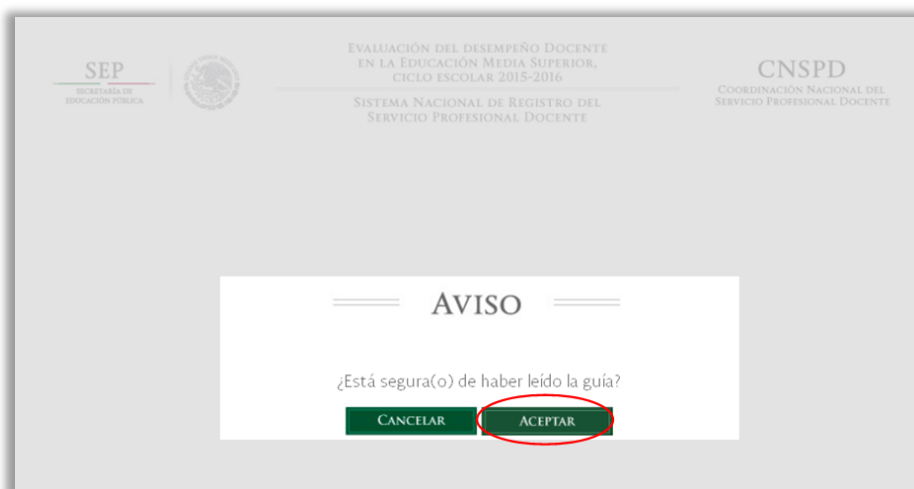 SEP
SECRETARÍA DE
EDUCACIÓN PÚBLICA
EVALUACIÓN DEL DESEMPEÑO DOCENTE
EN LA EDUCACIÓN MEDIA SUPERIOR,
CICLO ESCOLAR 2015-2016
SISTEMA NACIONAL DE REGISTRO DEL
SERVICIO PROFESIONAL DOCENTE
CNSPD
COORDINACIÓN NACIONAL DEL
SERVICIO PROFESIONAL DOCENTE
AVISO
¿Está segura(o) de haber leído la guía?
CANCELAR
ACEPTAR